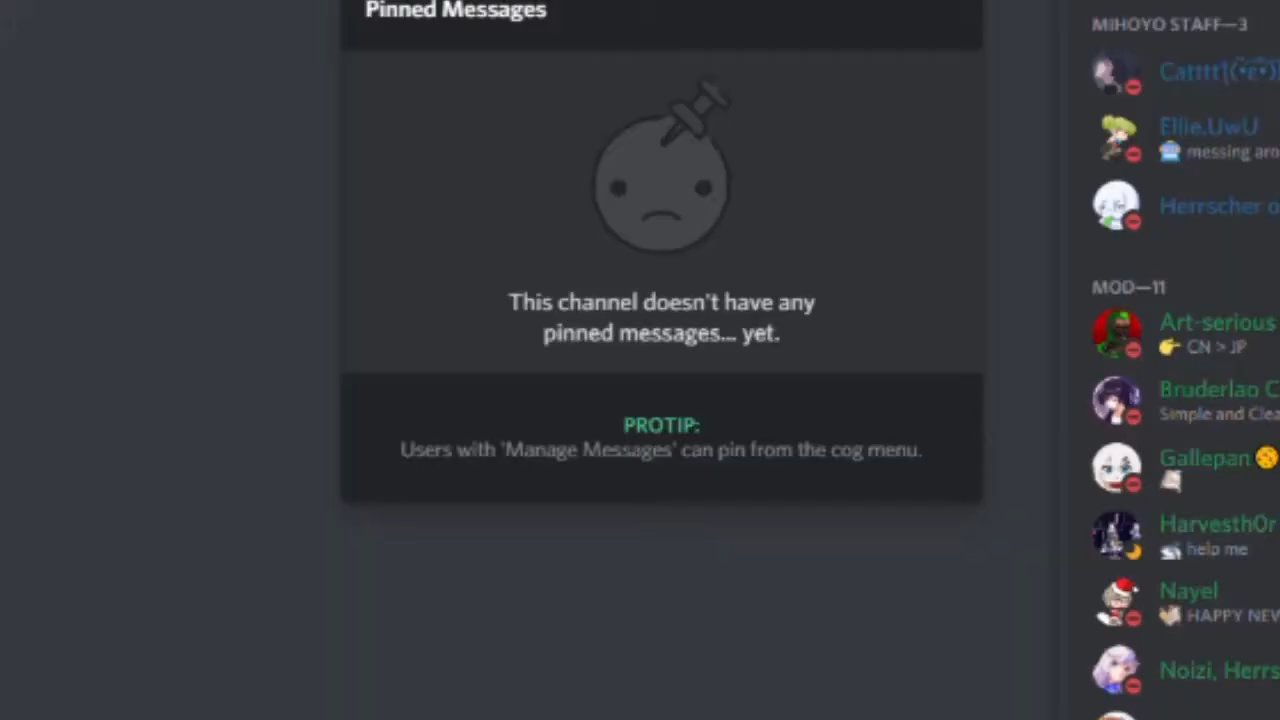 Pinned Messages
This channel doesn't have any
pinned messages... yet.
PROTIP:
Users with 'Manage Messages' can pin from the cog menu.
MIHOYO STAFF—3
Ellie.UwU
messing aro
Herrscher o
MOD—11
Art-serious
CN > JP
Bruderlao C
Simple and Clea
Gallepan
HarvesthOr
help me
Nayel
HAPPY NEW
Noizi, Herrs